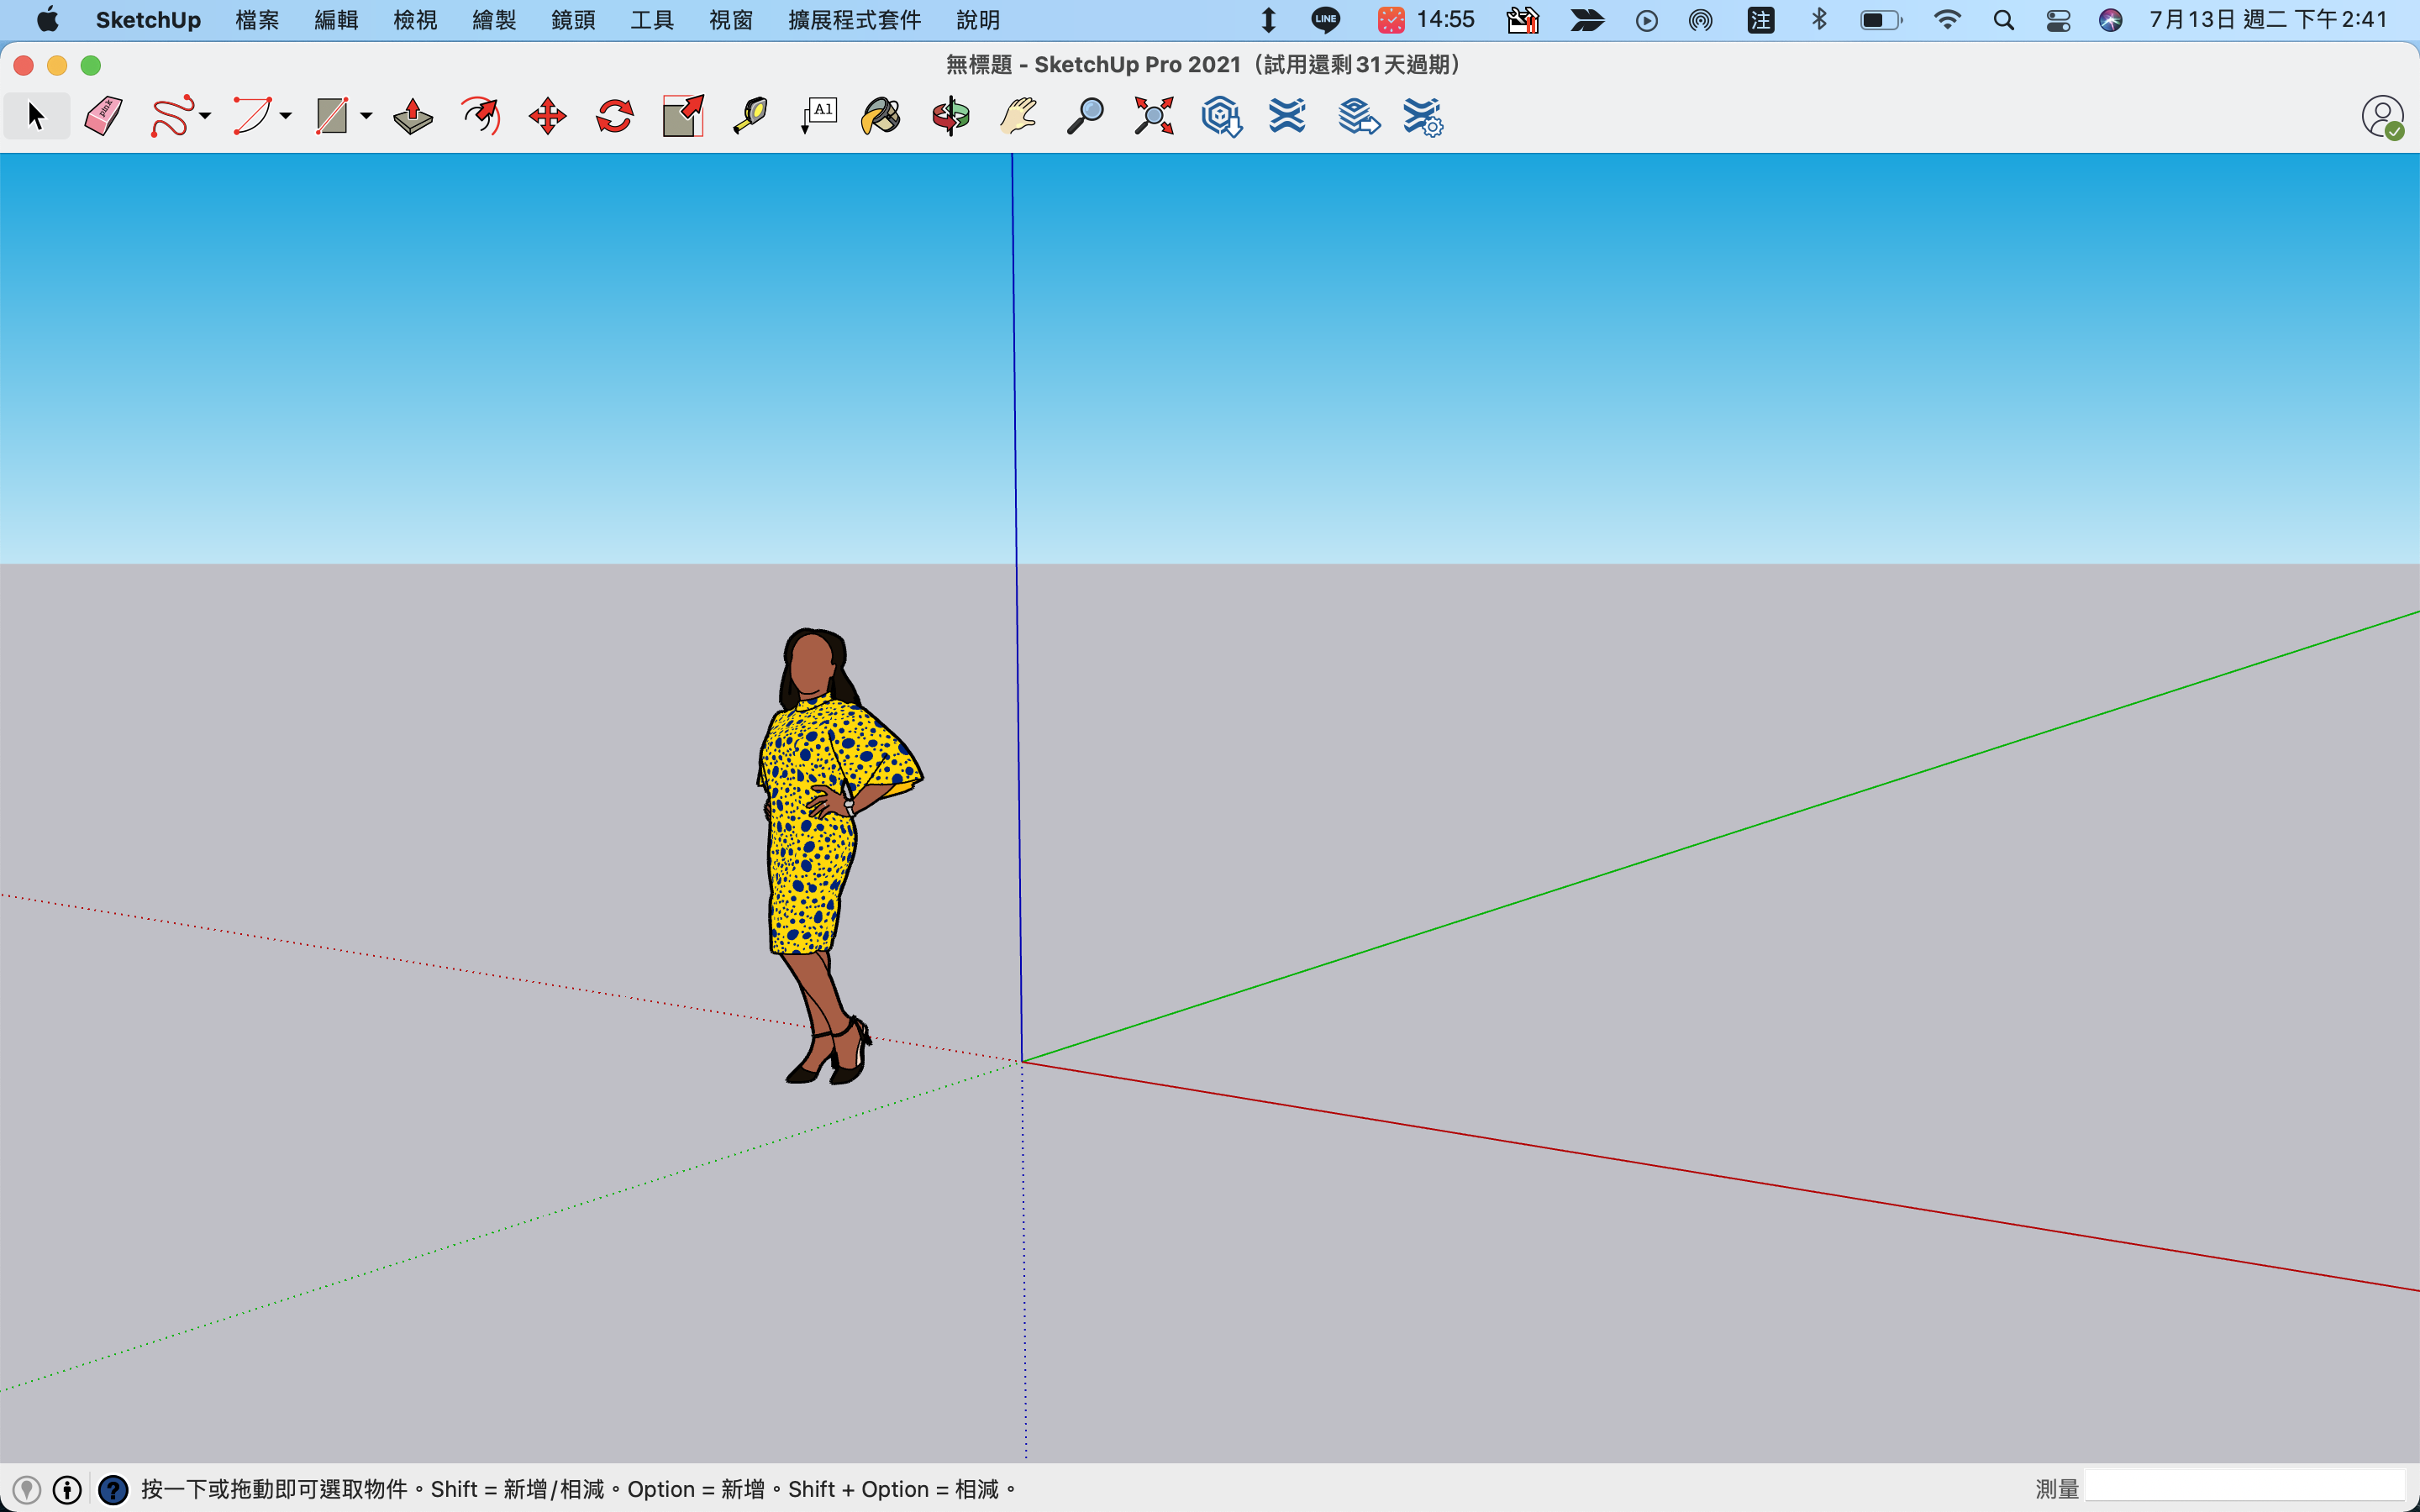 SketchUp 檔案 編輯 檢視 繪製 鏡頭 工具 視窗 擴展程式套件 說明 LINE 14:55 注 7月13日 週二 下午2:41
無標題 - SketchUp Pro 2021（試用還剩31天過期）
pink A1
按一下或拖動即可選取物件。Shift = 新增/相減。Option = 新增。Shift + Option = 相減。 測量